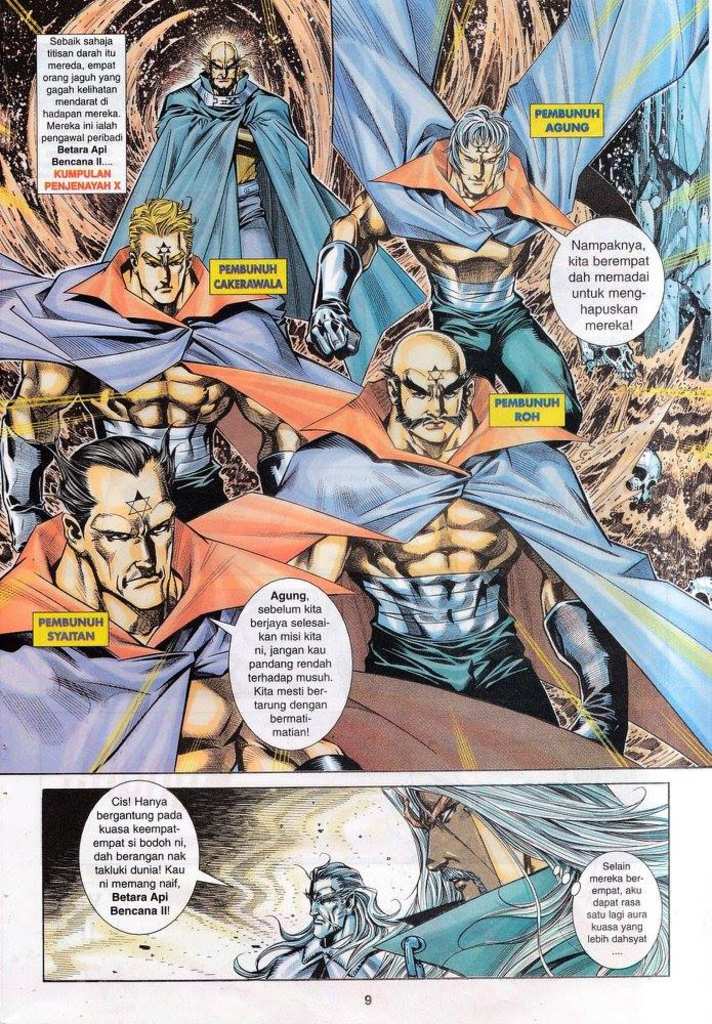 Sebaik sahaja
titisan darah itu
mereda, empat
orang jaguh yang
gagah kelihatan
mendarat di
hadapan mereka.
Mereka ini ialah
pengawal peribadi
Betara Api
Bencana II....
KUMPULAN
PENJENAYAH X
PEMBUNUH
AGUNG
Nampaknya,
kita berempat
dah memadai
untuk meng-
hapuskan
mereka!
PEMBUNUH
CAKERAWALA
PEMBUNUH
ROH
PEMBUNUH
SYAITAN
Agung,
sebelum kita
berjaya selesai-
kan misi kita
ni, jangan kau
pandang rendah
terhadap musuh.
Kita mesti ber-
tarung dengan
bermati-
matian!
Cis! Hanya
bergantung pada
kuasa keempat-
empat si bodoh ni,
dah berangan nak
takluki dunia! Kau
ni memang naif,
Betara Api
Bencana II!
Selain
mereka ber-
empat, aku
dapat rasa
satu lagi aura
kuasa yang
lebih dahsyat
....
9